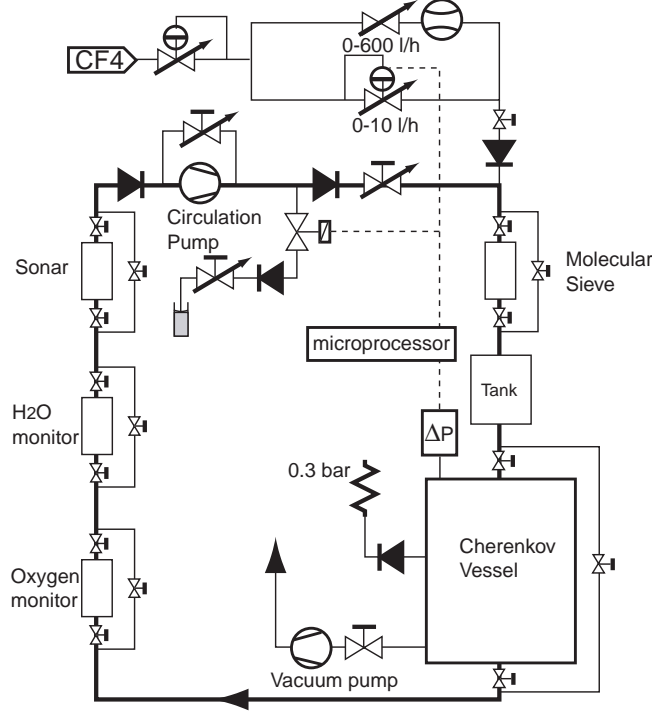 CF4
0-600 l/h
0-10 l/h
Circulation
Pump
Sonar
Molecular
Sieve
microprocessor
Tank
H2O
monitor
ΔP
0.3 bar
Cherenkov
Vessel
Oxygen
monitor
Vacuum pump